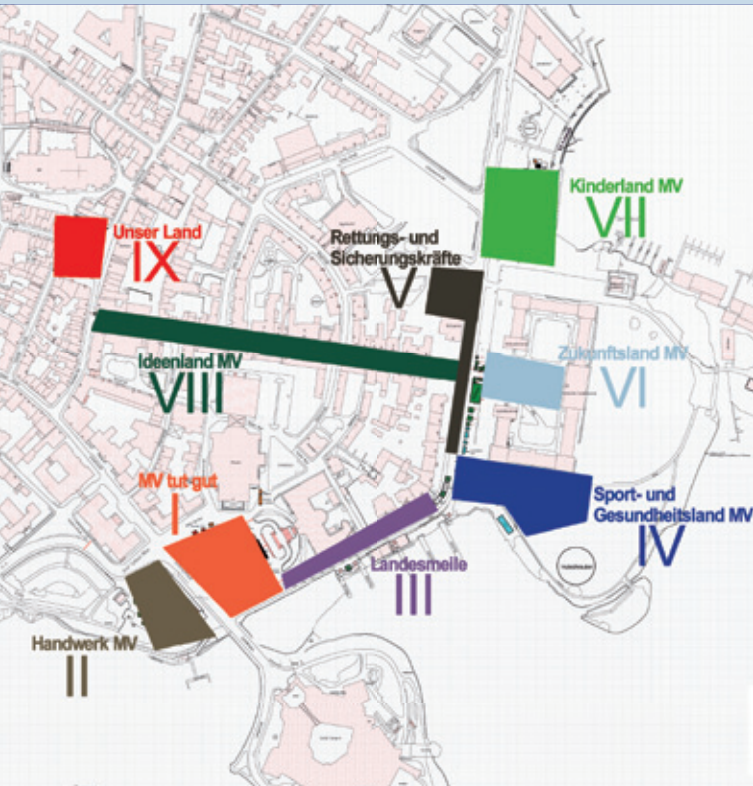 Kinderland MV
VII
Unser Land
IX
Rettungs- und
Sicherungskräfte
V
Ideenland MV
VIII
Zukunftsland MV
VI
MV tut gut
I
Sport- und
Gesundheitsland MV
IV
Landesmeile
III
Handwerk MV
II